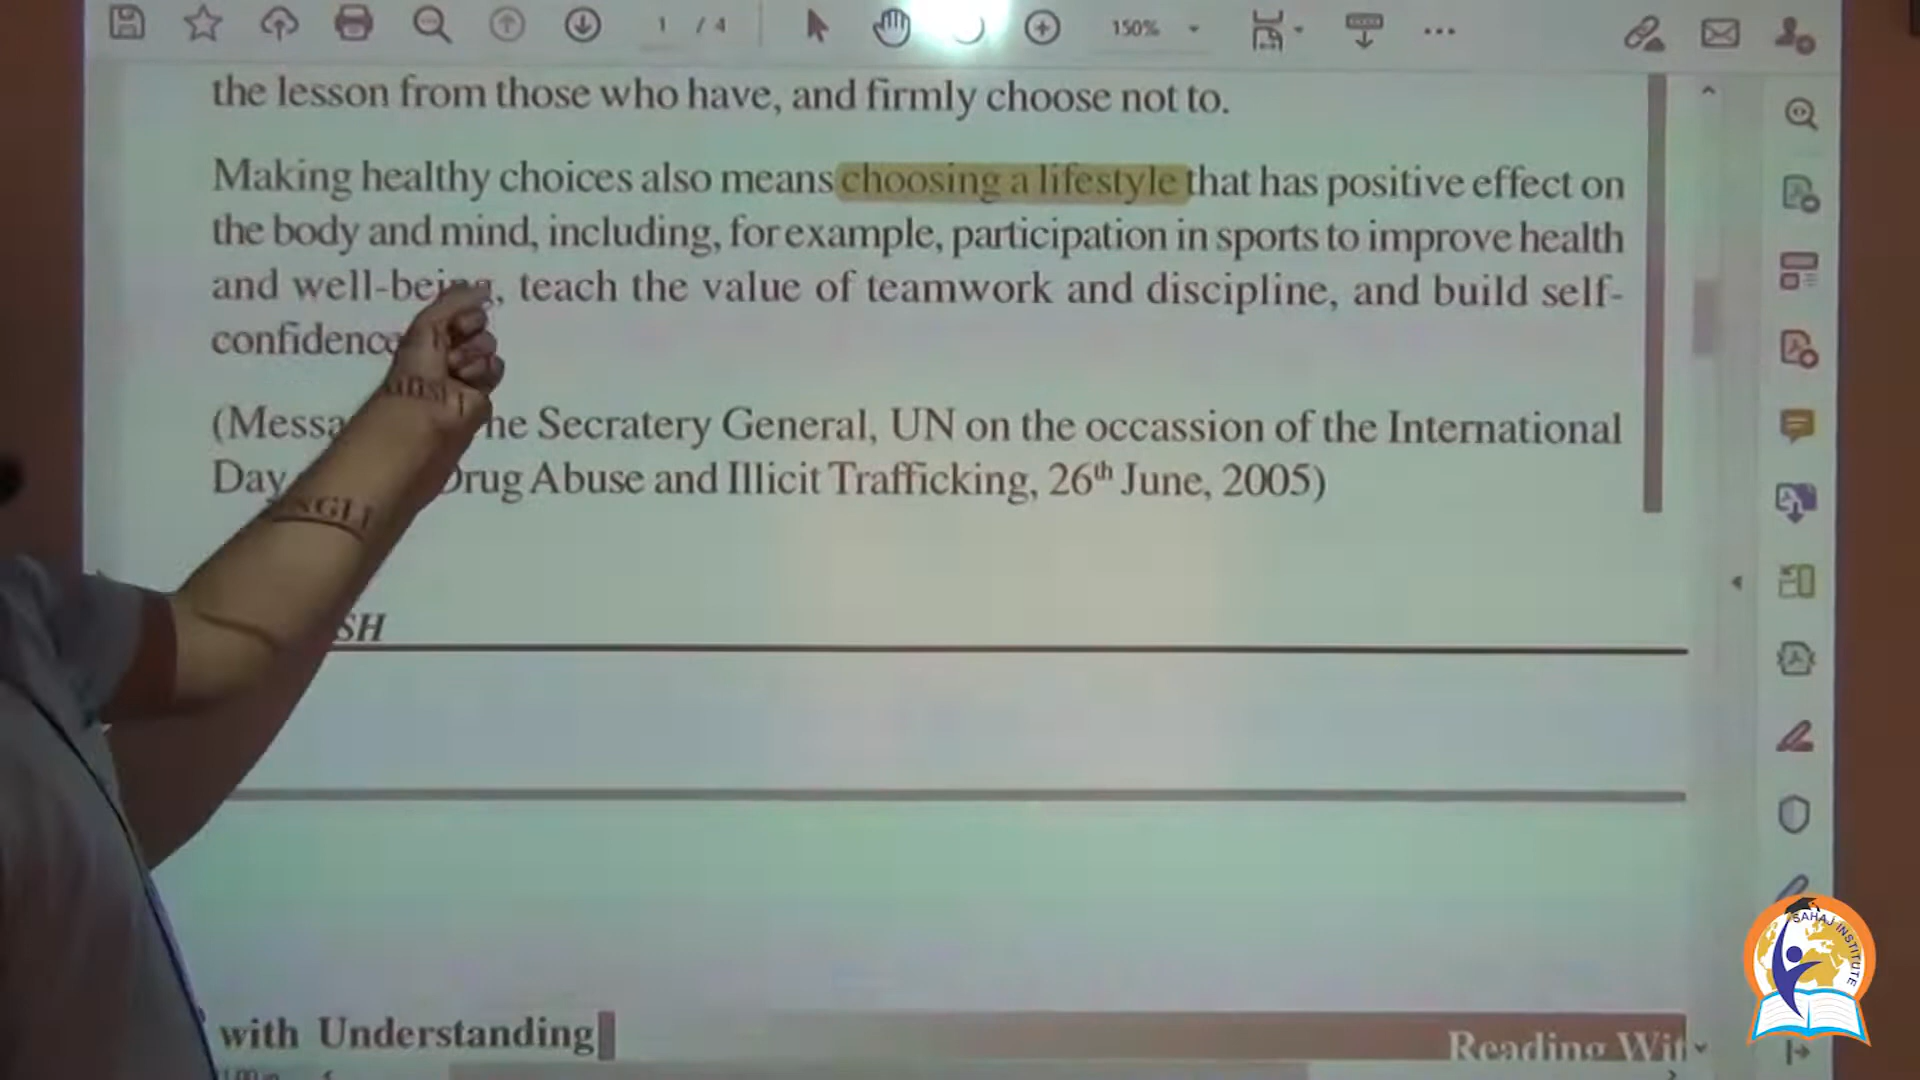 1 / 4
150%
the lesson from those who have, and firmly choose not to.
Making healthy choices also means choosing a lifestyle that has positive effect on
the body and mind, including, for example, participation in sports to improve health
and well-being, teach the value of teamwork and discipline, and build self-
confidence
(Messa he Secratery General, UN on the occassion of the International
Day Drug Abuse and Illicit Trafficking, 26th June, 2005)
SH
with Understanding
Reading Wit
SAHAJ INSTITUTE